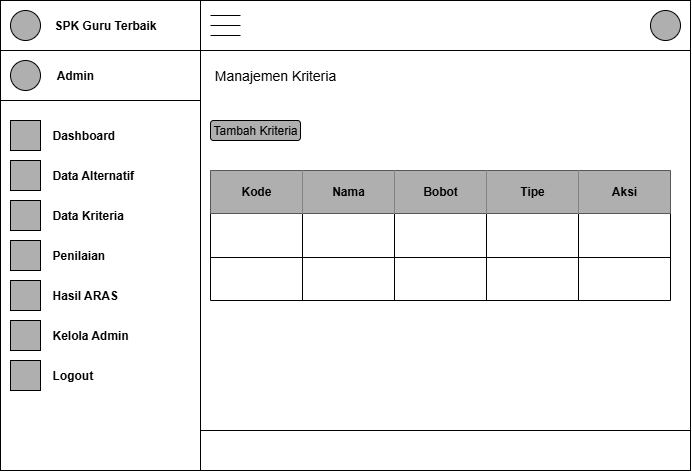 SPK Guru Terbaik
Admin
Dashboard
Data Alternatif
Data Kriteria
Penilaian
Hasil ARAS
Kelola Admin
Logout
Manajemen Kriteria
Tambah Kriteria
Kode Nama Bobot Tipe Aksi